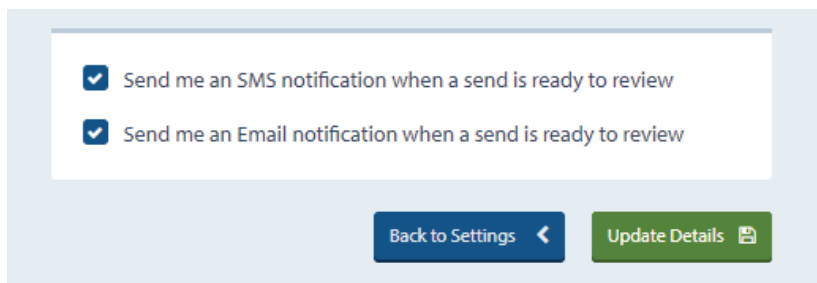 Send me an SMS notification when a send is ready to review
Send me an Email notification when a send is ready to review
Back to Settings
Update Details